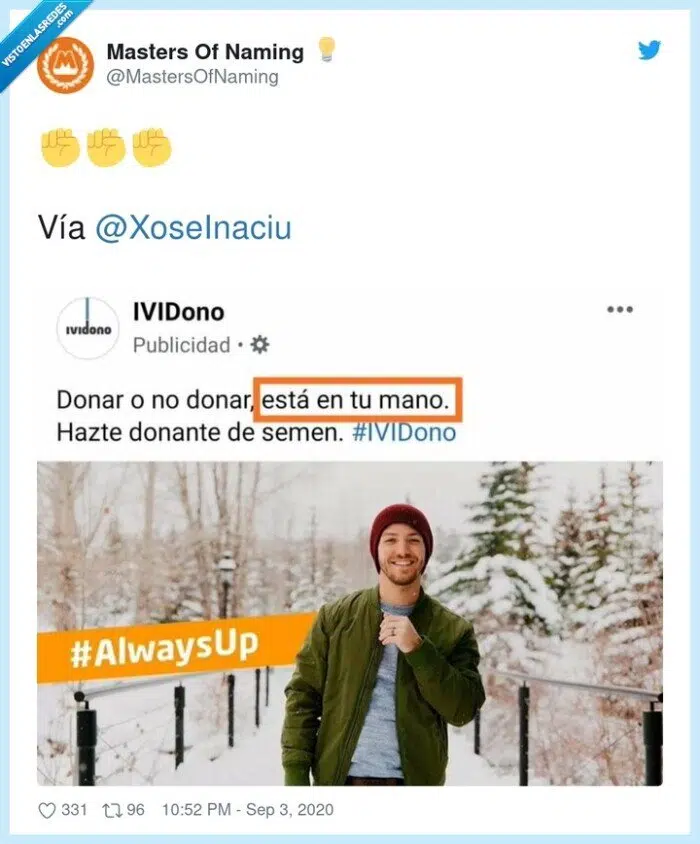 VISTOENLASREDES
.com
Masters Of Naming 💡
@MastersOfNaming
✊✊✊
Vía @XoseInaciu
IVIDono
ividono
Publicidad •
Donar o no donar, está en tu mano.
Hazte donante de semen. #IVIDono
#AlwaysUp
331 96 10:52 PM - Sep 3, 2020